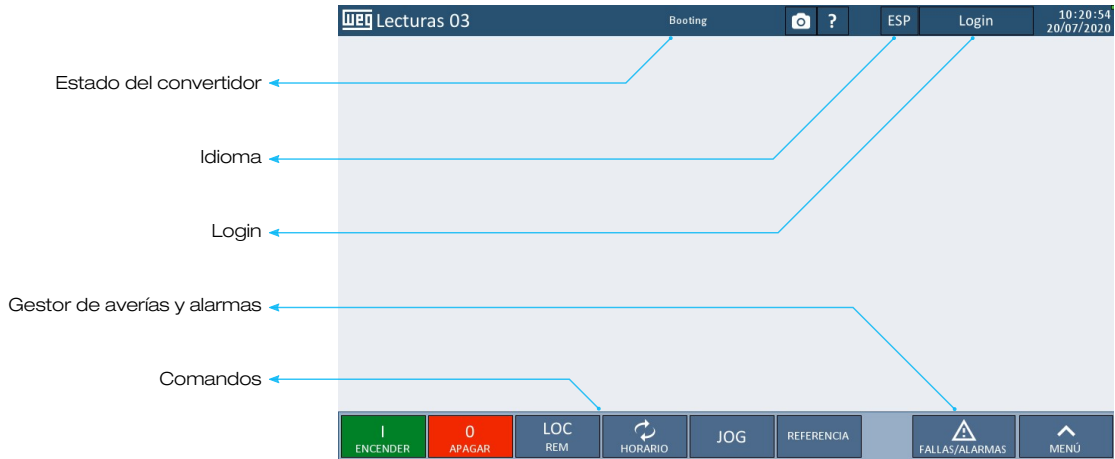 WEG Lecturas 03 Booting ? ESP Login 10:20:54
20/07/2020
Estado del convertidor
Idioma
Login
Gestor de averías y alarmas
Comandos
I
ENCENDER
0
APAGAR
LOC
REM
HORARIO
JOG
REFERENCIA
FALLAS/ALARMAS
MENÚ